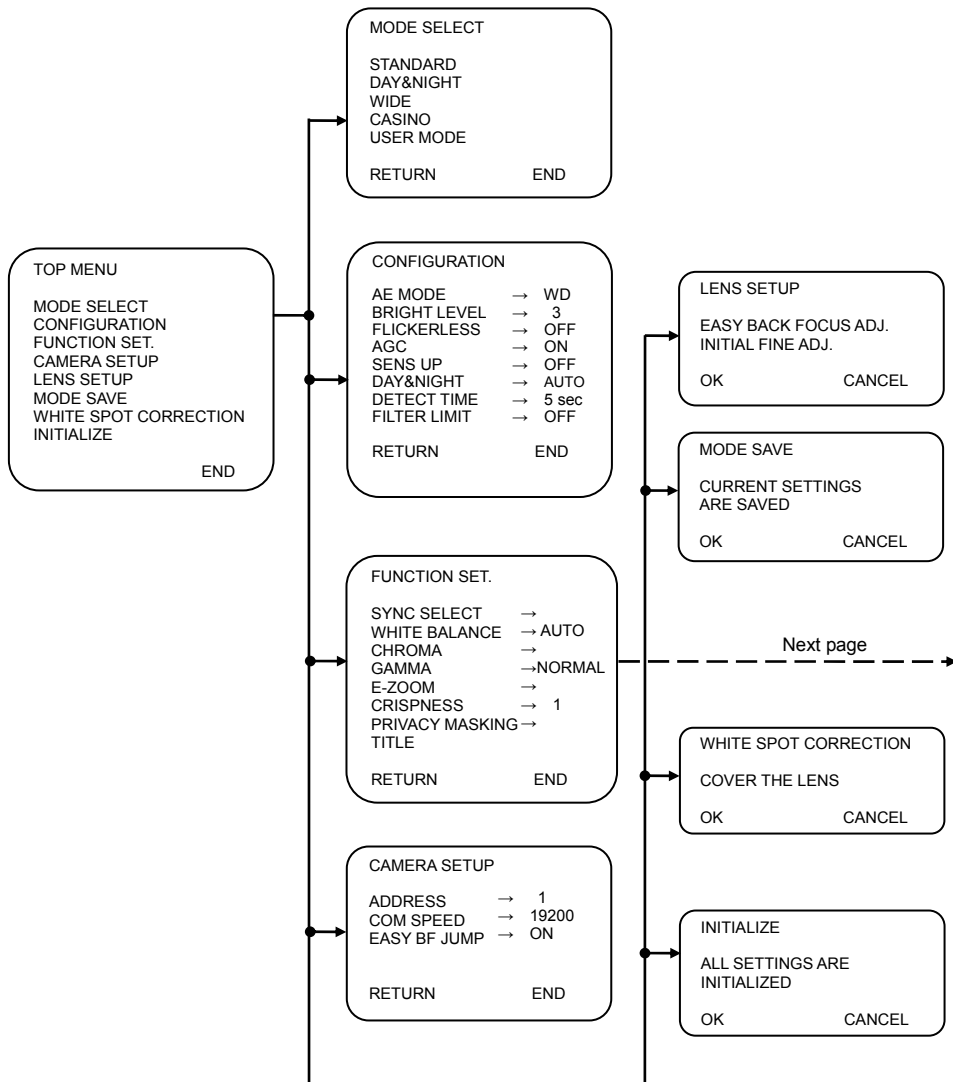 MODE SELECT
STANDARD
DAY&NIGHT
WIDE
CASINO
USER MODE
RETURN END
TOP MENU
MODE SELECT
CONFIGURATION
FUNCTION SET.
CAMERA SETUP
LENS SETUP
MODE SAVE
WHITE SPOT CORRECTION
INITIALIZE
END
CONFIGURATION
AE MODE → WD
BRIGHT LEVEL → 3
FLICKERLESS → OFF
AGC → ON
SENS UP → OFF
DAY&NIGHT → AUTO
DETECT TIME → 5 sec
FILTER LIMIT → OFF
RETURN END
FUNCTION SET.
SYNC SELECT →
WHITE BALANCE → AUTO
CHROMA →
GAMMA →NORMAL
E-ZOOM →
CRISPNESS → 1
PRIVACY MASKING →
TITLE
RETURN END
CAMERA SETUP
ADDRESS → 1
COM SPEED → 19200
EASY BF JUMP → ON
RETURN END
LENS SETUP
EASY BACK FOCUS ADJ.
INITIAL FINE ADJ.
OK CANCEL
MODE SAVE
CURRENT SETTINGS
ARE SAVED
OK CANCEL
Next page
WHITE SPOT CORRECTION
COVER THE LENS
OK CANCEL
INITIALIZE
ALL SETTINGS ARE
INITIALIZED
OK CANCEL